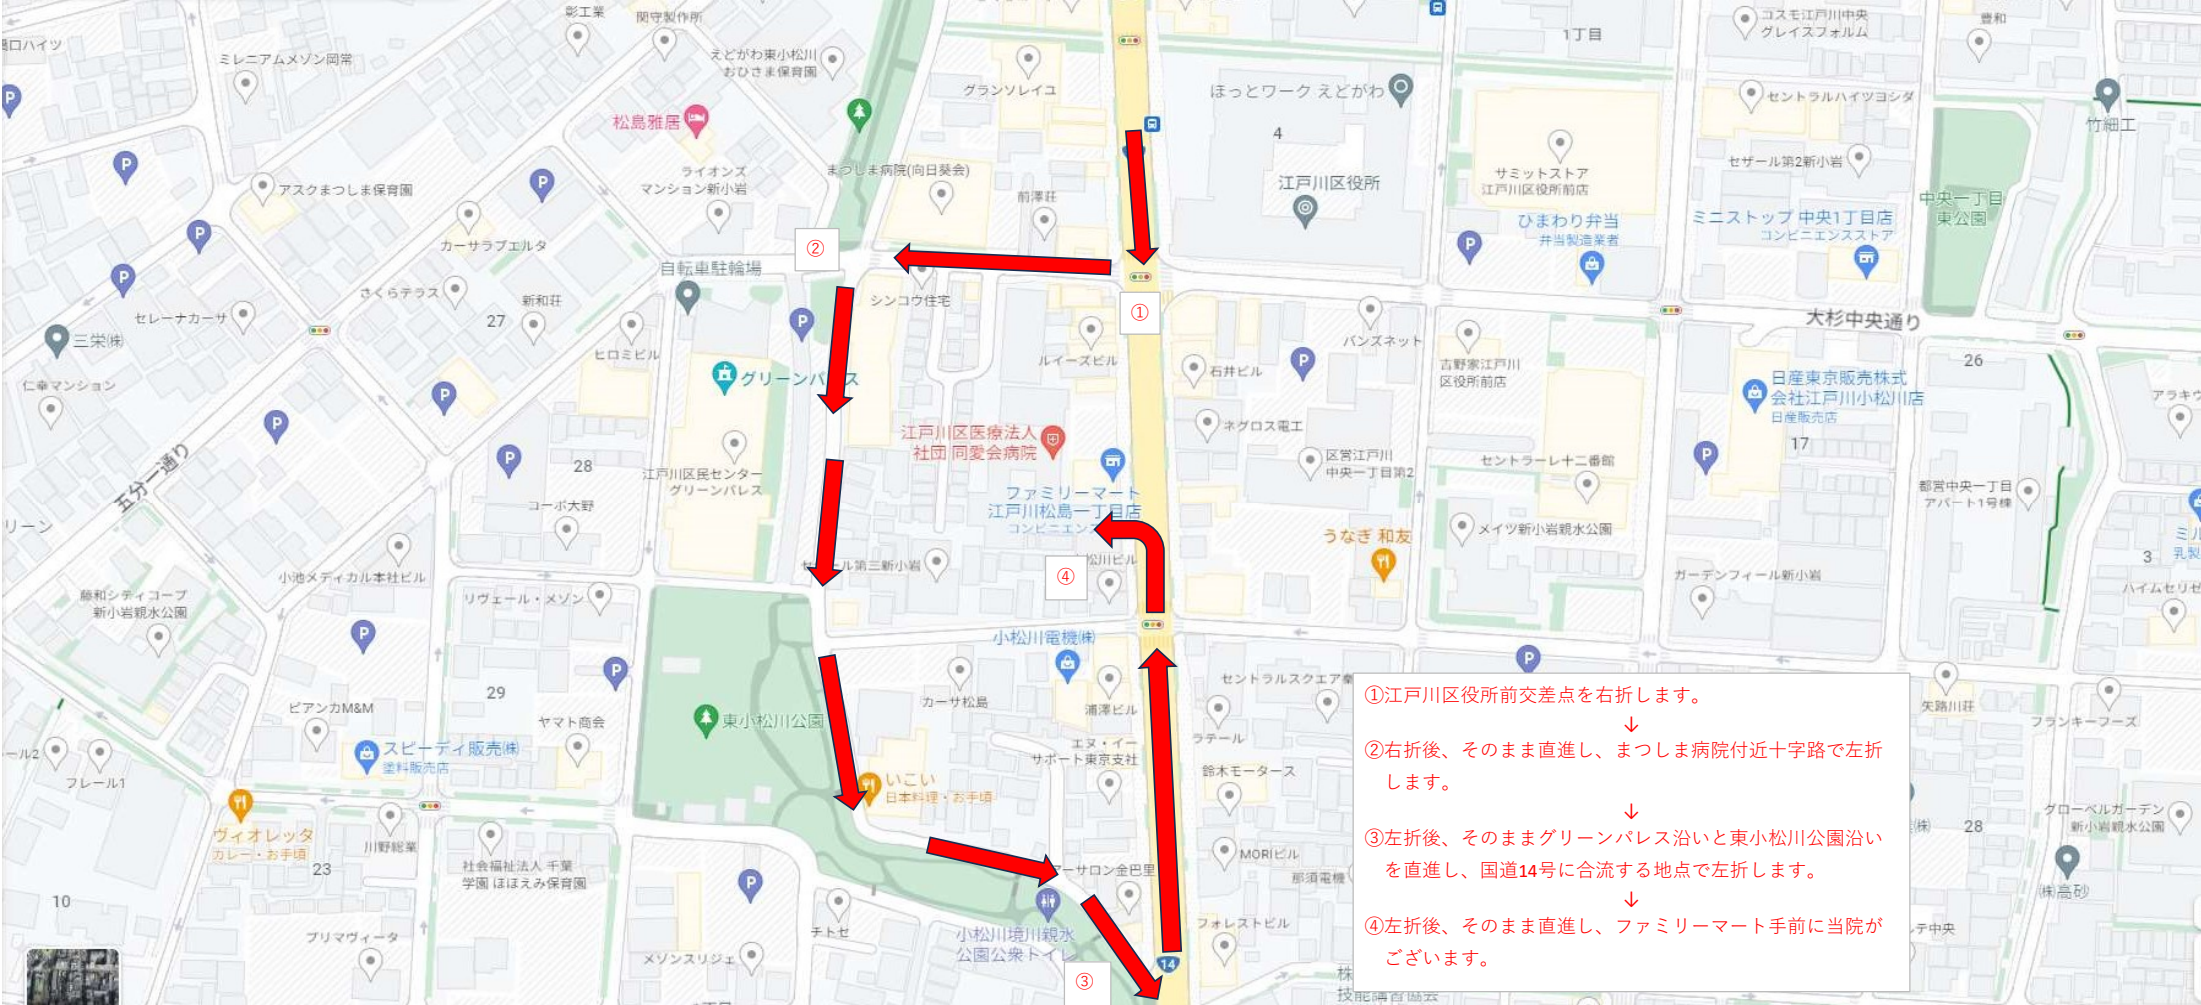 彰工業
関守製作所
コスモ江戸川中央
グレイスフォルム
豊和
1丁目
ミレニアムメゾン岡常
えどがわ東小松川
おひさま保育園
グランソレイユ
ほっとワーク えどがわ
セントラルハイツヨシダ
竹細工
松島雅居
4
ライオンズ
マンション新小岩
まつしま病院(向日葵会)
前澤荘
江戸川区役所
サミットストア
江戸川区役所前店
セザール第2新小岩
アスクまつしま保育園
カーサラブエルタ
ひまわり弁当
弁当製造業者
ミニストップ 中央1丁目店
コンビニエンスストア
中央一丁目
東公園
②
自転車駐輪場
さくらテラス
新和荘
シンコウ住宅
①
セレーナカーサ
27
三栄㈱
ヒロミビル
ルイーズビル
バンズネット
大杉中央通り
26
仁幸マンション
グリーンパレス
石井ビル
吉野家江戸川
区役所前店
日産東京販売株式
会社江戸川小松川店
日産販売店
17
江戸川区医療法人
社団 同愛会病院
ネグロス電工
五分一通り
28
江戸川区民センター
グリーンパレス
区営江戸川
中央一丁目第2
セントラーレ十二番館
都営中央一丁目
アパート1号棟
コーポ大野
ファミリーマート
江戸川松島一丁目店
コンビニエンス
うなぎ 和友
メイツ新小岩親水公園
3
小池メディカル本社ビル
④
ガーデンフィール新小岩
藤和シティコープ
新小岩親水公園
リヴェール・メゾン
小松川電機㈱
29
ビアンカM&M
ヤマト商会
東小松川公園
カーサ松島
浦澤ビル
矢路川荘
フランキーフーズ
スピーディ販売㈱
塗料販売店
フレール1
エヌ・イー
サポート東京支社
ラテール
鈴木モータース
いこい
日本料理・お手頃
ヴィオレッタ
カレー・お手頃
川野総業
23
社会福祉法人 千葉
学園 ほほえみ保育園
MORIビル
那須電機
グローベルガーデン
新小岩親水公園
28
10
プリマヴィータ
メゾンスリジェ
チトセ
小松川境川親水
公園公衆トイレ
フォレストビル
㈱高砂
14
③
①江戸川区役所前交差点を右折します。
↓
②右折後、そのまま直進し、まつしま病院付近十字路で左折
します。
↓
③左折後、そのままグリーンパレス沿いと東小松川公園沿い
を直進し、国道14号に合流する地点で左折します。
↓
④左折後、そのまま直進し、ファミリーマート手前に当院が
ございます。